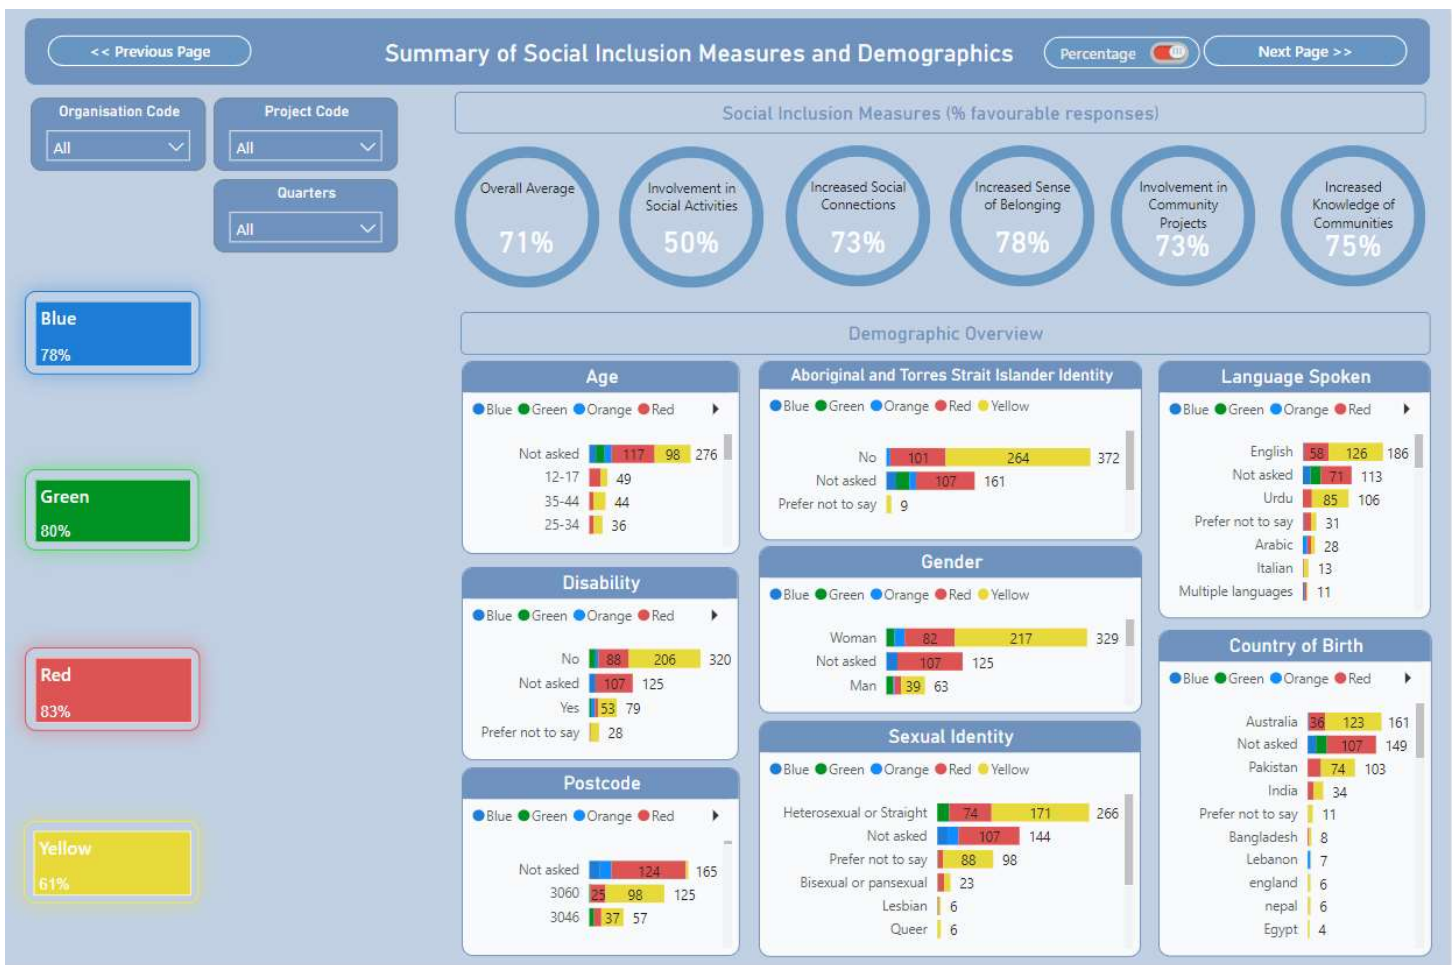 << Previous Page
Summary of Social Inclusion Measures and Demographics
Percentage
Next Page >>
Organisation Code
All
Project Code
All
Quarters
All
Social Inclusion Measures (% favourable responses)
Overall Average
71%
Involvement in
Social Activities
50%
Increased Social
Connections
73%
Increased Sense
of Belonging
78%
Involvement in
Community
Projects
73%
Increased
Knowledge of
Communities
75%
Blue
78%
Green
80%
Red
83%
Yellow
61%
Demographic Overview
Age
Blue Green Orange Red
Not asked 117 98 276
12-17 49
35-44 44
25-34 36
Disability
Blue Green Orange Red
No 88 206 320
Not asked 107 125
Yes 53 79
Prefer not to say 28
Postcode
Blue Green Orange Red
Not asked 124 165
3060 25 98 125
3046 37 57
Aboriginal and Torres Strait Islander Identity
Blue Green Orange Red Yellow
No 101 264 372
Not asked 107 161
Prefer not to say 9
Gender
Blue Green Orange Red Yellow
Woman 82 217 329
Not asked 107 125
Man 39 63
Sexual Identity
Blue Green Orange Red Yellow
Heterosexual or Straight 74 171 266
Not asked 107 144
Prefer not to say 88 98
Bisexual or pansexual 23
Lesbian 6
Queer 6
Language Spoken
Blue Green Orange Red
English 58 126 186
Not asked 71 113
Urdu 85 106
Prefer not to say 31
Arabic 28
Italian 13
Multiple languages 11
Country of Birth
Blue Green Orange Red
Australia 36 123 161
Not asked 107 149
Pakistan 74 103
India 34
Prefer not to say 11
Bangladesh 8
Lebanon 7
england 6
nepal 6
Egypt 4